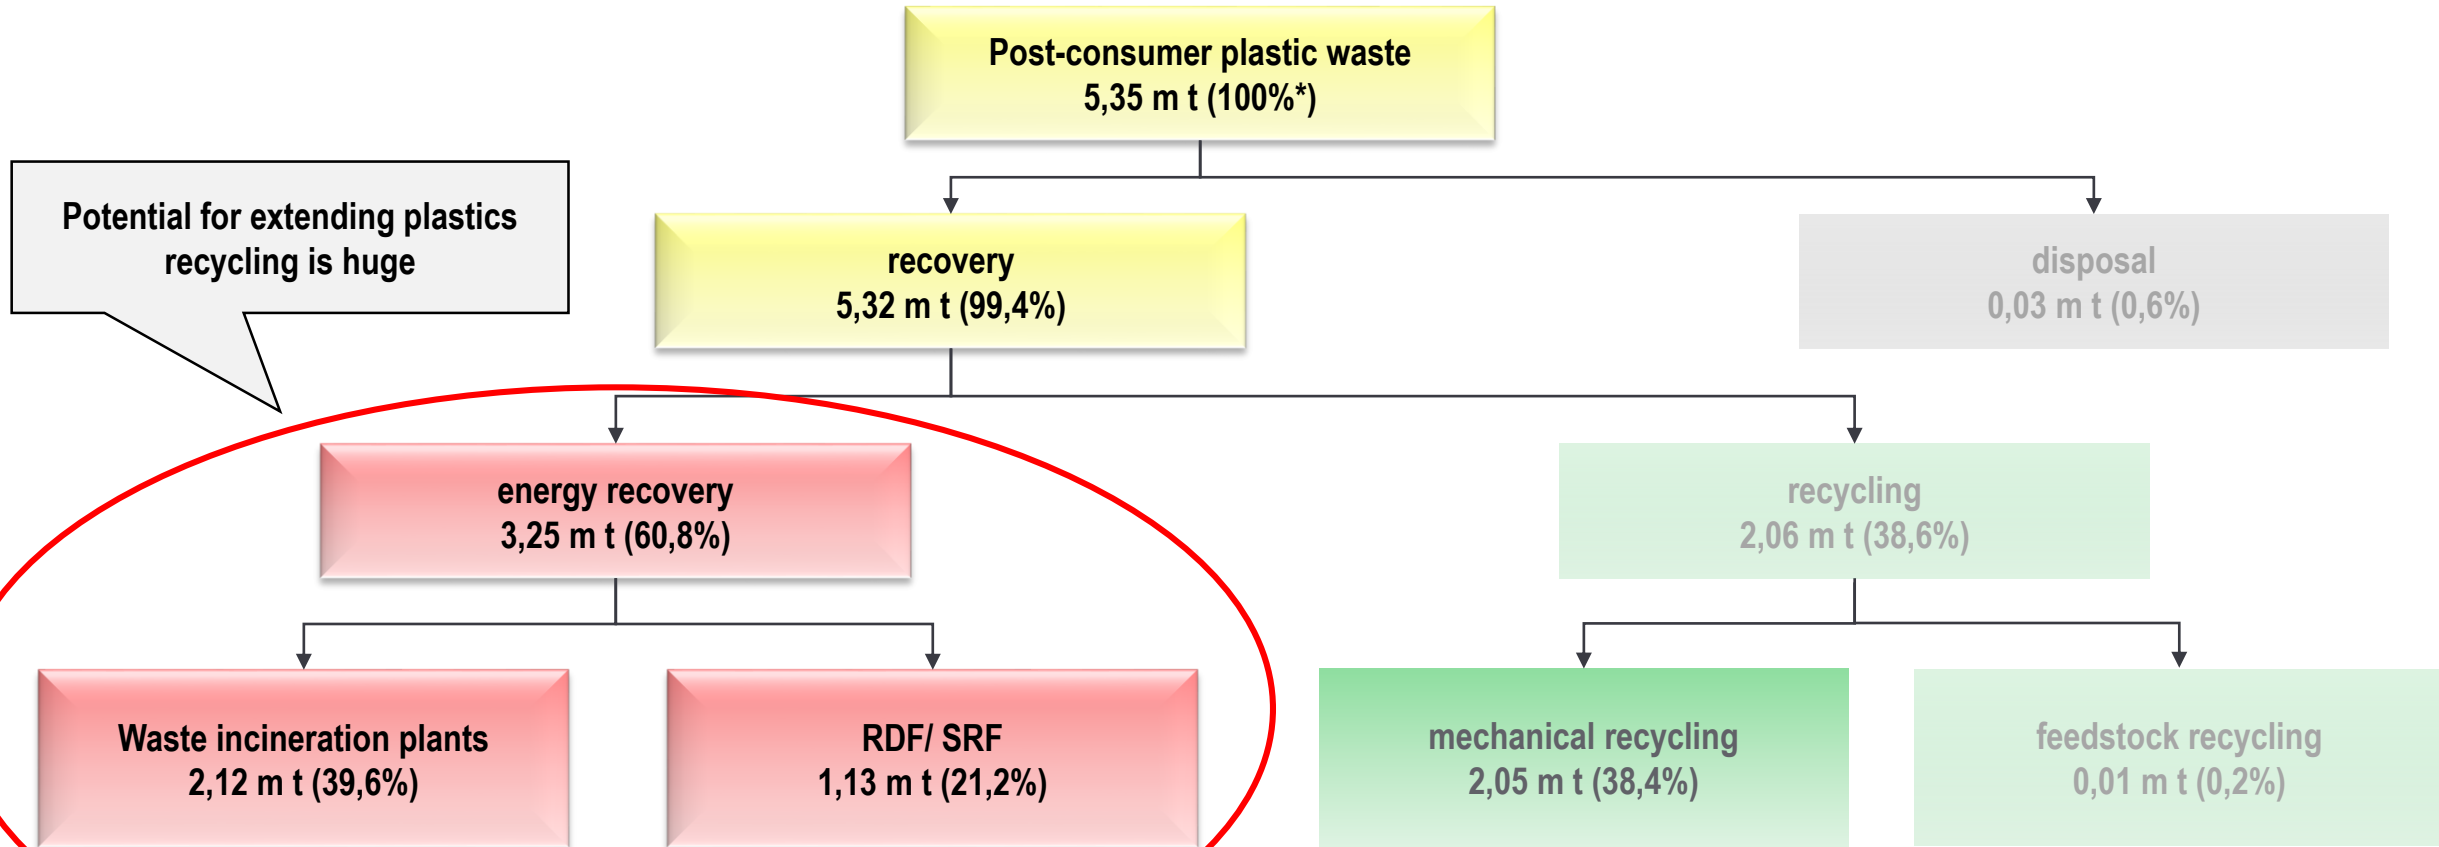 Post-consumer plastic waste
5,35 m t (100%*)
Potential for extending plastics
recycling is huge
recovery
5,32 m t (99,4%)
disposal
0,03 m t (0,6%)
energy recovery
3,25 m t (60,8%)
recycling
2,06 m t (38,6%)
Waste incineration plants
2,12 m t (39,6%)
RDF/ SRF
1,13 m t (21,2%)
mechanical recycling
2,05 m t (38,4%)
feedstock recycling
0,01 m t (0,2%)